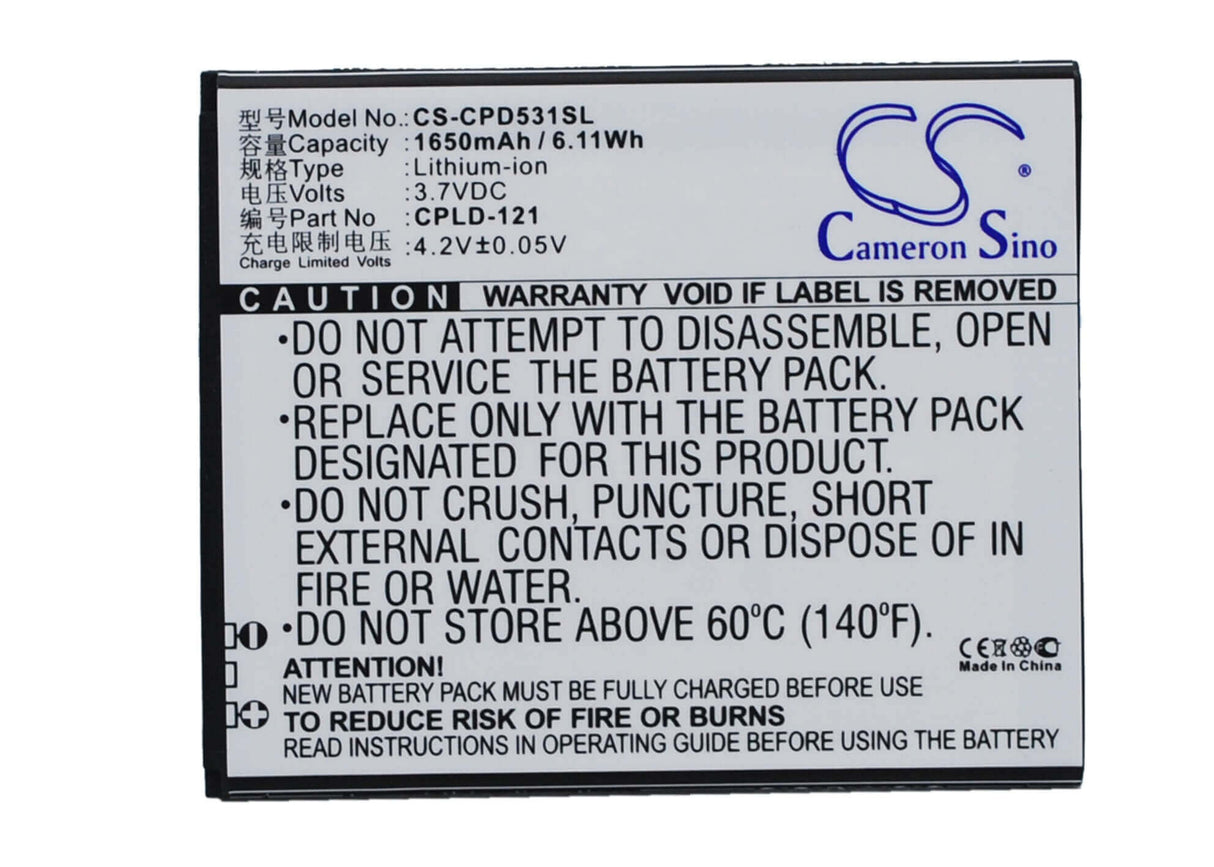 型号Model No.: CS-CPD531SL
容量Capacity : 1650mAh / 6.11Wh
规格Type : Lithium-ion
电压Volts : 3.7VDC
编号Part No : CPLD-121
充电限制电压 : 4.2V±0.05V
Charge Limited Volts
CS ®
Cameron Sino
CAUTION WARRANTY VOID IF LABEL IS REMOVED
•DO NOT ATTEMPT TO DISASSEMBLE, OPEN
OR SERVICE THE BATTERY PACK.
•REPLACE ONLY WITH THE BATTERY PACK
DESIGNATED FOR THIS PRODUCT.
•DO NOT CRUSH, PUNCTURE, SHORT
EXTERNAL CONTACTS OR DISPOSE OF IN
FIRE OR WATER.
•DO NOT STORE ABOVE 60ºC (140ºF).
ATTENTION!
NEW BATTERY PACK MUST BE FULLY CHARGED BEFORE USE
TO REDUCE RISK OF FIRE OR BURNS
READ INSTRUCTIONS IN OPERATING GUIDE BEFORE USING THE BATTERY
CE
Made In China